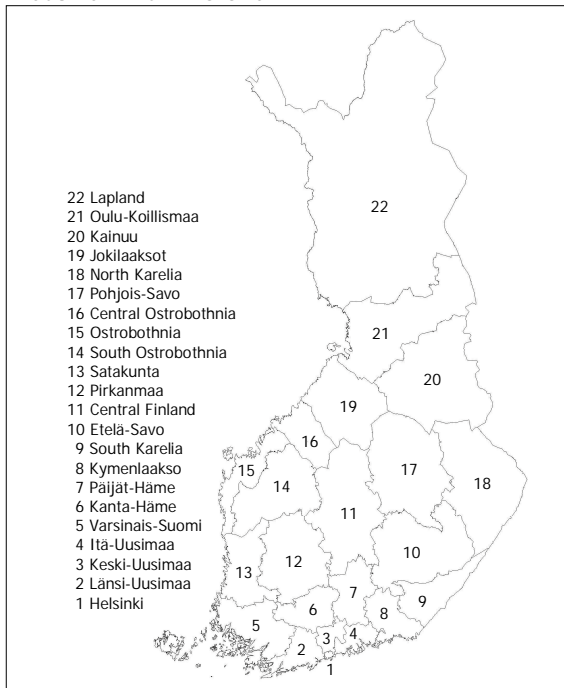 22 Lapland
21 Oulu-Koillismaa
20 Kainuu
19 Jokilaaksot
18 North Karelia
17 Pohjois-Savo
16 Central Ostrobothnia
15 Ostrobothnia
14 South Ostrobothnia
13 Satakunta
12 Pirkanmaa
11 Central Finland
10 Etelä-Savo
9 South Karelia
8 Kymenlaakso
7 Päijät-Häme
6 Kanta-Häme
5 Varsinais-Suomi
4 Itä-Uusimaa
3 Keski-Uusimaa
2 Länsi-Uusimaa
1 Helsinki
22
21
20
19
16
17
18
15
14
11
10
12
13
7
9
6
8
5
4
3
2
1